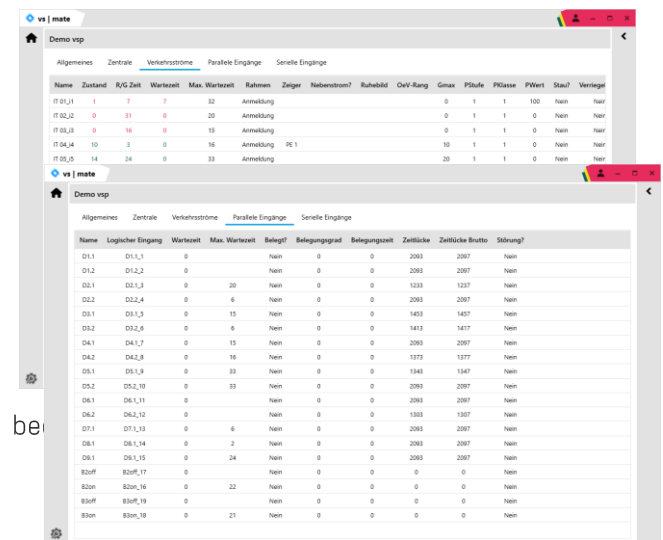 vs | mate
Demo vsp
Allgemeines Zentrale Verkehrsströme Parallele Eingänge Serielle Eingänge
Name Zustand R/G Zeit Wartezeit Max. Wartezeit Rahmen Zeiger Nebenstrom? Ruhebild OeV-Rang Gmax PStufe PKlasse PWert Stau? Verriegel
IT 01_i1 1 7 7 32 Anmeldung 0 1 1 100 Nein Nein
IT 02_i2 0 31 0 20 Anmeldung 0 1 1 0 Nein Nein
IT 03_i3 0 16 0 15 Anmeldung 0 1 1 0 Nein Nein
IT 04_i4 10 3 0 16 Anmeldung PE 1 10 1 1 0 Nein Nein
IT 05_i5 14 24 0 33 Anmeldung 20 1 1 0 Nein Nein
vs | mate
Demo vsp
Allgemeines Zentrale Verkehrsströme Parallele Eingänge Serielle Eingänge
Name Logischer Eingang Wartezeit Max. Wartezeit Belegt? Belegungsgrad Belegungszeit Zeitlücke Zeitlücke Brutto Störung?
D1.1 D1.1_1 0 Nein 0 0 2093 2097 Nein
D1.2 D1.2_2 0 Nein 0 0 2093 2097 Nein
D2.1 D2.1_3 0 20 Nein 0 0 1233 1237 Nein
D2.2 D2.2_4 0 6 Nein 0 0 2093 2097 Nein
D3.1 D3.1_5 0 15 Nein 0 0 1453 1457 Nein
D3.2 D3.2_6 0 6 Nein 0 0 1413 1417 Nein
D4.1 D4.1_7 0 15 Nein 0 0 2093 2097 Nein
D4.2 D4.2_8 0 16 Nein 0 0 1373 1377 Nein
D5.1 D5.1_9 0 33 Nein 0 0 1343 1347 Nein
D5.2 D5.2_10 0 33 Nein 0 0 2093 2097 Nein
D6.1 D6.1_11 0 Nein 0 0 2093 2097 Nein
D6.2 D6.2_12 0 Nein 0 0 1303 1307 Nein
D7.1 D7.1_13 0 6 Nein 0 0 2093 2097 Nein
D8.1 D8.1_14 0 2 Nein 0 0 2093 2097 Nein
D9.1 D9.1_15 0 24 Nein 0 0 2093 2097 Nein
B2off B2off_17 0 Nein 0 0 0 0 Nein
B2on B2on_16 0 22 Nein 0 0 0 0 Nein
B3off B3off_19 0 Nein 0 0 0 0 Nein
B3on B3on_18 0 21 Nein 0 0 0 0 Nein